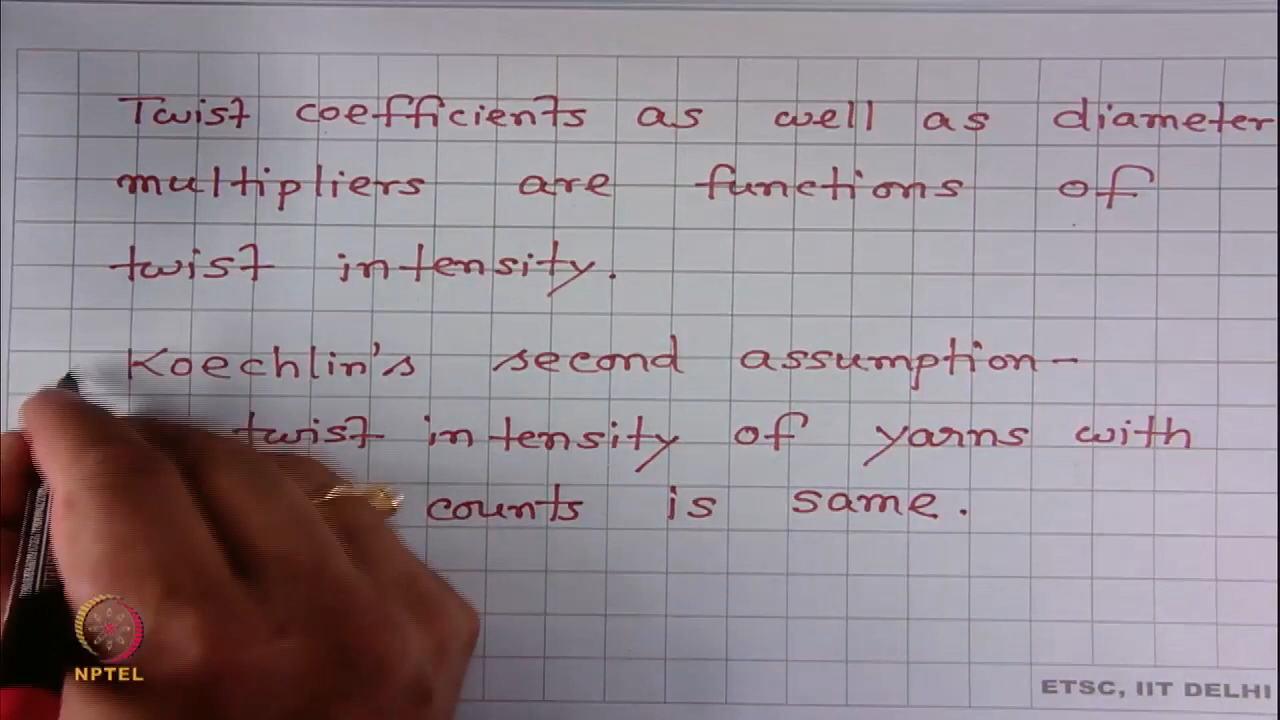 Twist coefficients as well as diameter
multipliers are functions of
twist intensity.
Koechlin's second assumption-
twist intensity of yarns with
counts is same.
NPTEL
ETSC, IIT DELHI